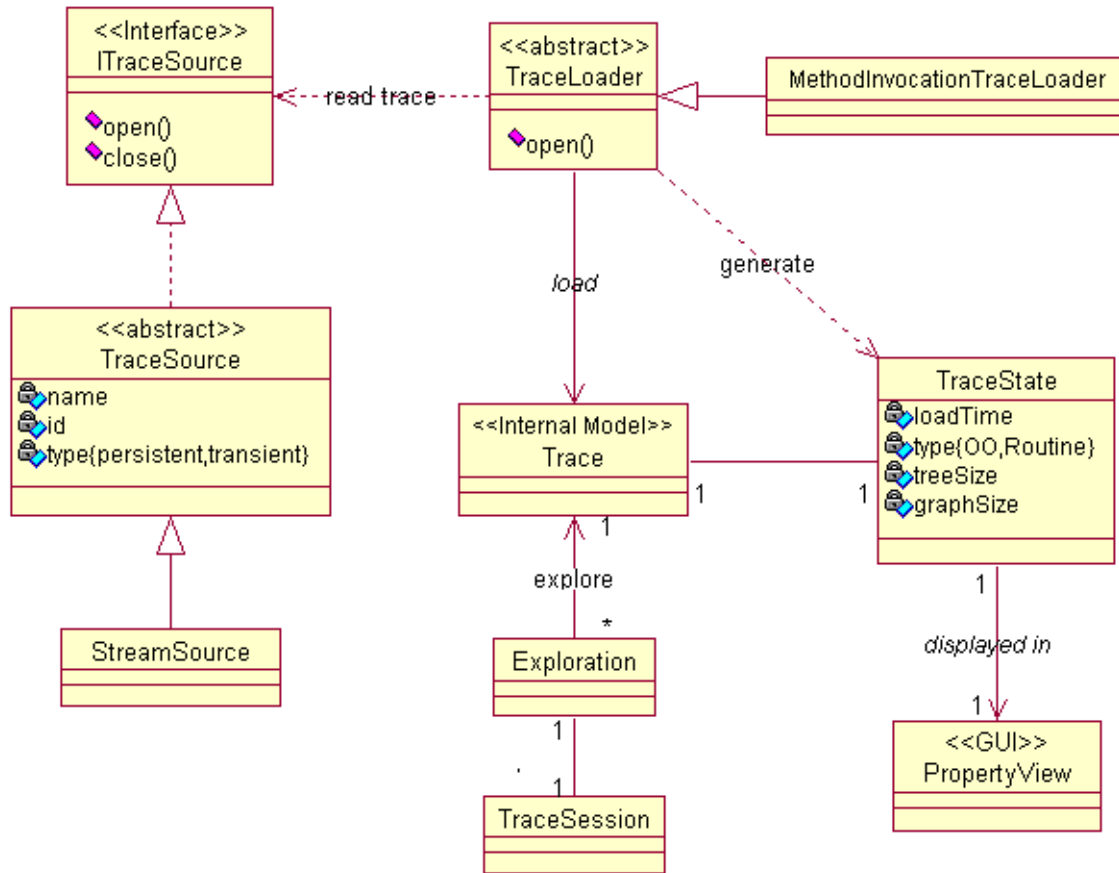 <<Interface>>
ITraceSource
open()
close()
read trace
<<abstract>>
TraceLoader
open()
MethodInvocationTraceLoader
load
generate
<<abstract>>
TraceSource
name
id
type{persistent,transient}
StreamSource
<<Internal Model>>
Trace
1
1
1
TraceState
loadTime
type{OO,Routine}
treeSize
graphSize
explore
*
Exploration
1
1
TraceSession
1
displayed in
1
<<GUI>>
PropertyView